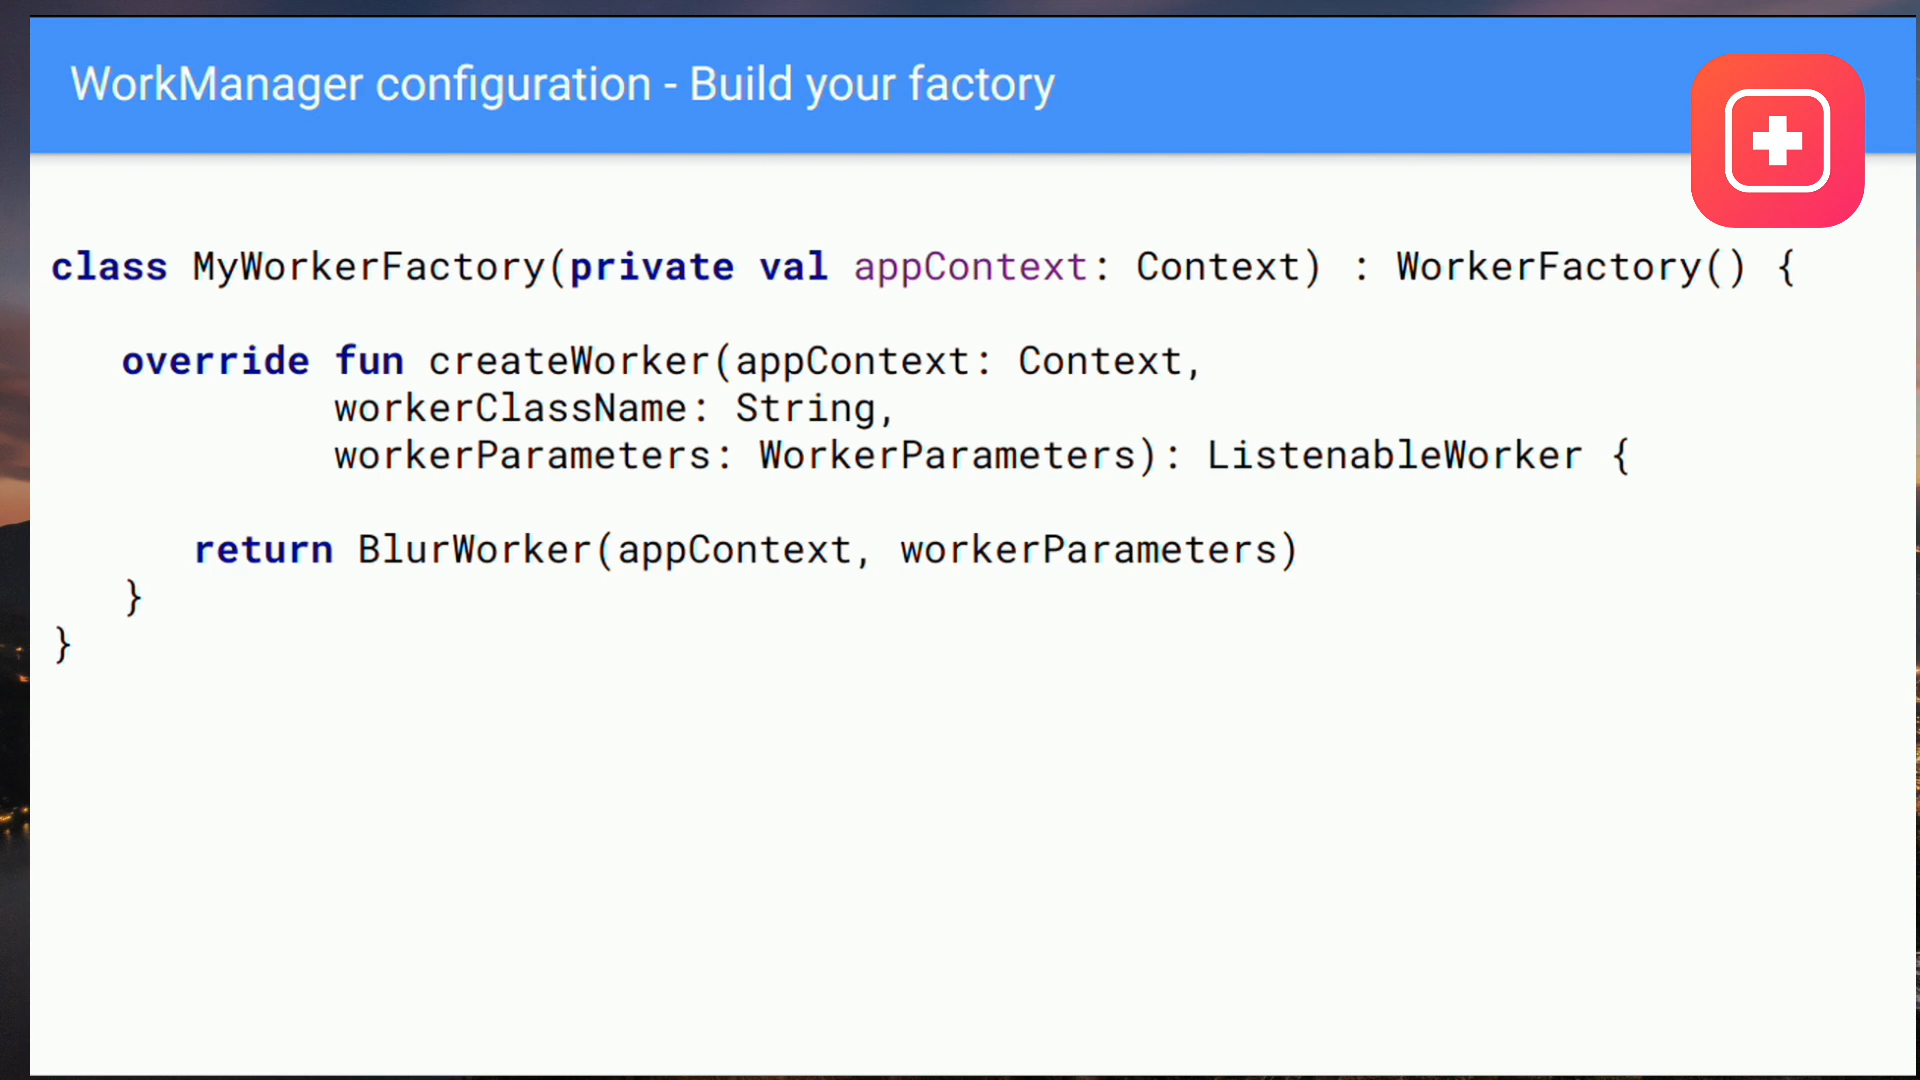 WorkManager configuration - Build your factory
class MyWorkerFactory(private val appContext: Context) : WorkerFactory() {
override fun createWorker(appContext: Context,
workerClassName: String,
workerParameters: WorkerParameters): ListenableWorker {
return BlurWorker(appContext, workerParameters)
}
}